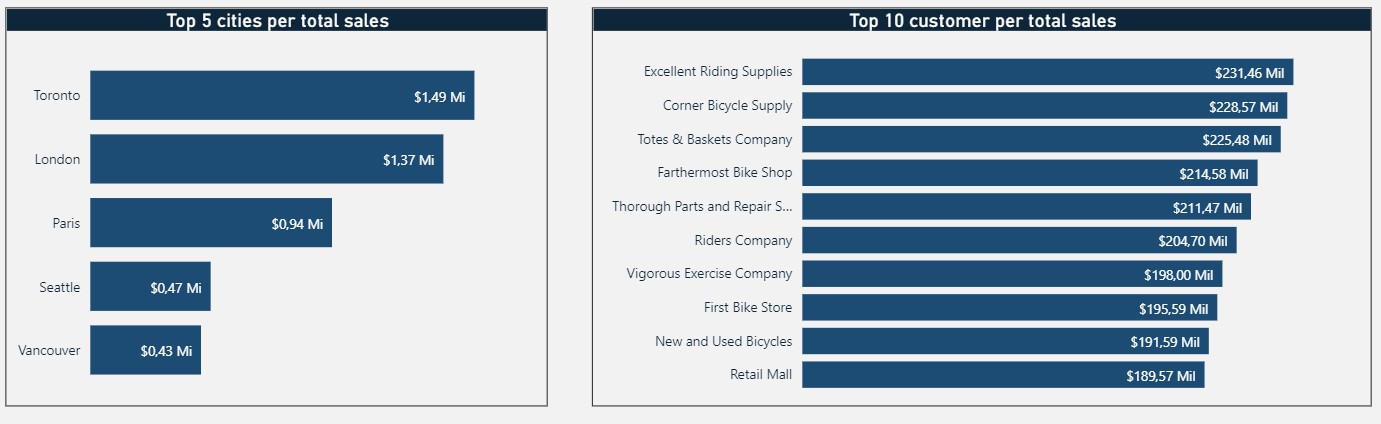 Top 5 cities per total sales
Toronto $1,49 Mi
London $1,37 Mi
Paris $0,94 Mi
Seattle $0,47 Mi
Vancouver $0,43 Mi
Top 10 customer per total sales
Excellent Riding Supplies $231,46 Mil
Corner Bicycle Supply $228,57 Mil
Totes & Baskets Company $225,48 Mil
Farthermost Bike Shop $214,58 Mil
Thorough Parts and Repair S... $211,47 Mil
Riders Company $204,70 Mil
Vigorous Exercise Company $198,00 Mil
First Bike Store $195,59 Mil
New and Used Bicycles $191,59 Mil
Retail Mall $189,57 Mil